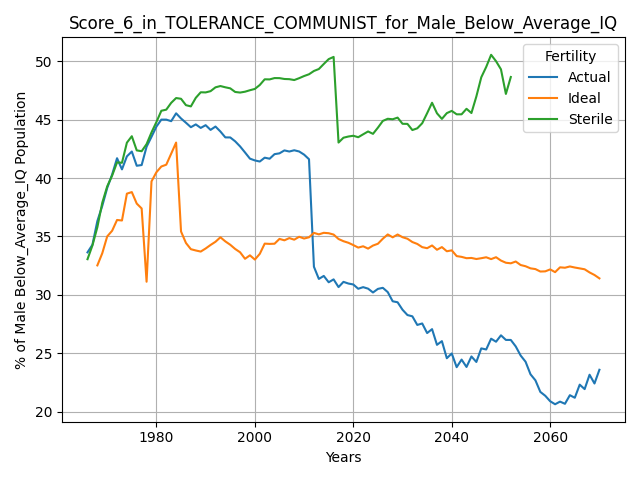 Score_6_in_TOLERANCE_COMMUNIST_for_Male_Below_Average_IQ
% of Male Below_Average_IQ Population
50
45
40
35
30
25
20
Fertility
Actual
Ideal
Sterile
1980 2000 2020 2040 2060
Years